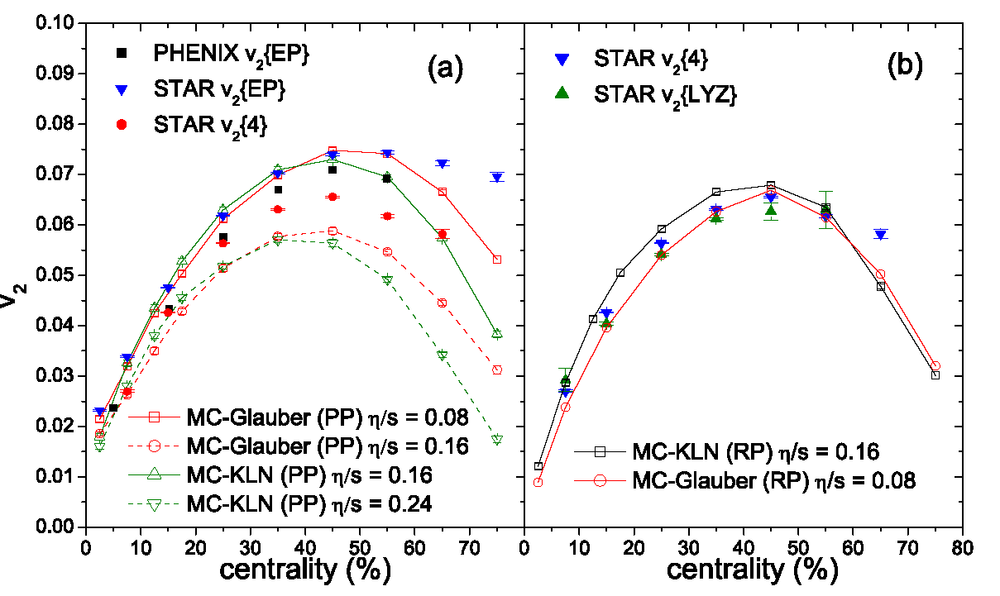 0.10
0.09
0.08
0.07
0.06
0.05
0.04
0.03
0.02
0.01
0.00
v2
PHENIX v2{EP}
STAR v2{EP}
STAR v2{4}
(a)
MC-Glauber (PP) η/s = 0.08
MC-Glauber (PP) η/s = 0.16
MC-KLN (PP) η/s = 0.16
MC-KLN (PP) η/s = 0.24
0 10 20 30 40 50 60 70
centrality (%)
STAR v2{4}
STAR v2{LYZ}
(b)
MC-KLN (RP) η/s = 0.16
MC-Glauber (RP) η/s = 0.08
0 10 20 30 40 50 60 70 80
centrality (%)